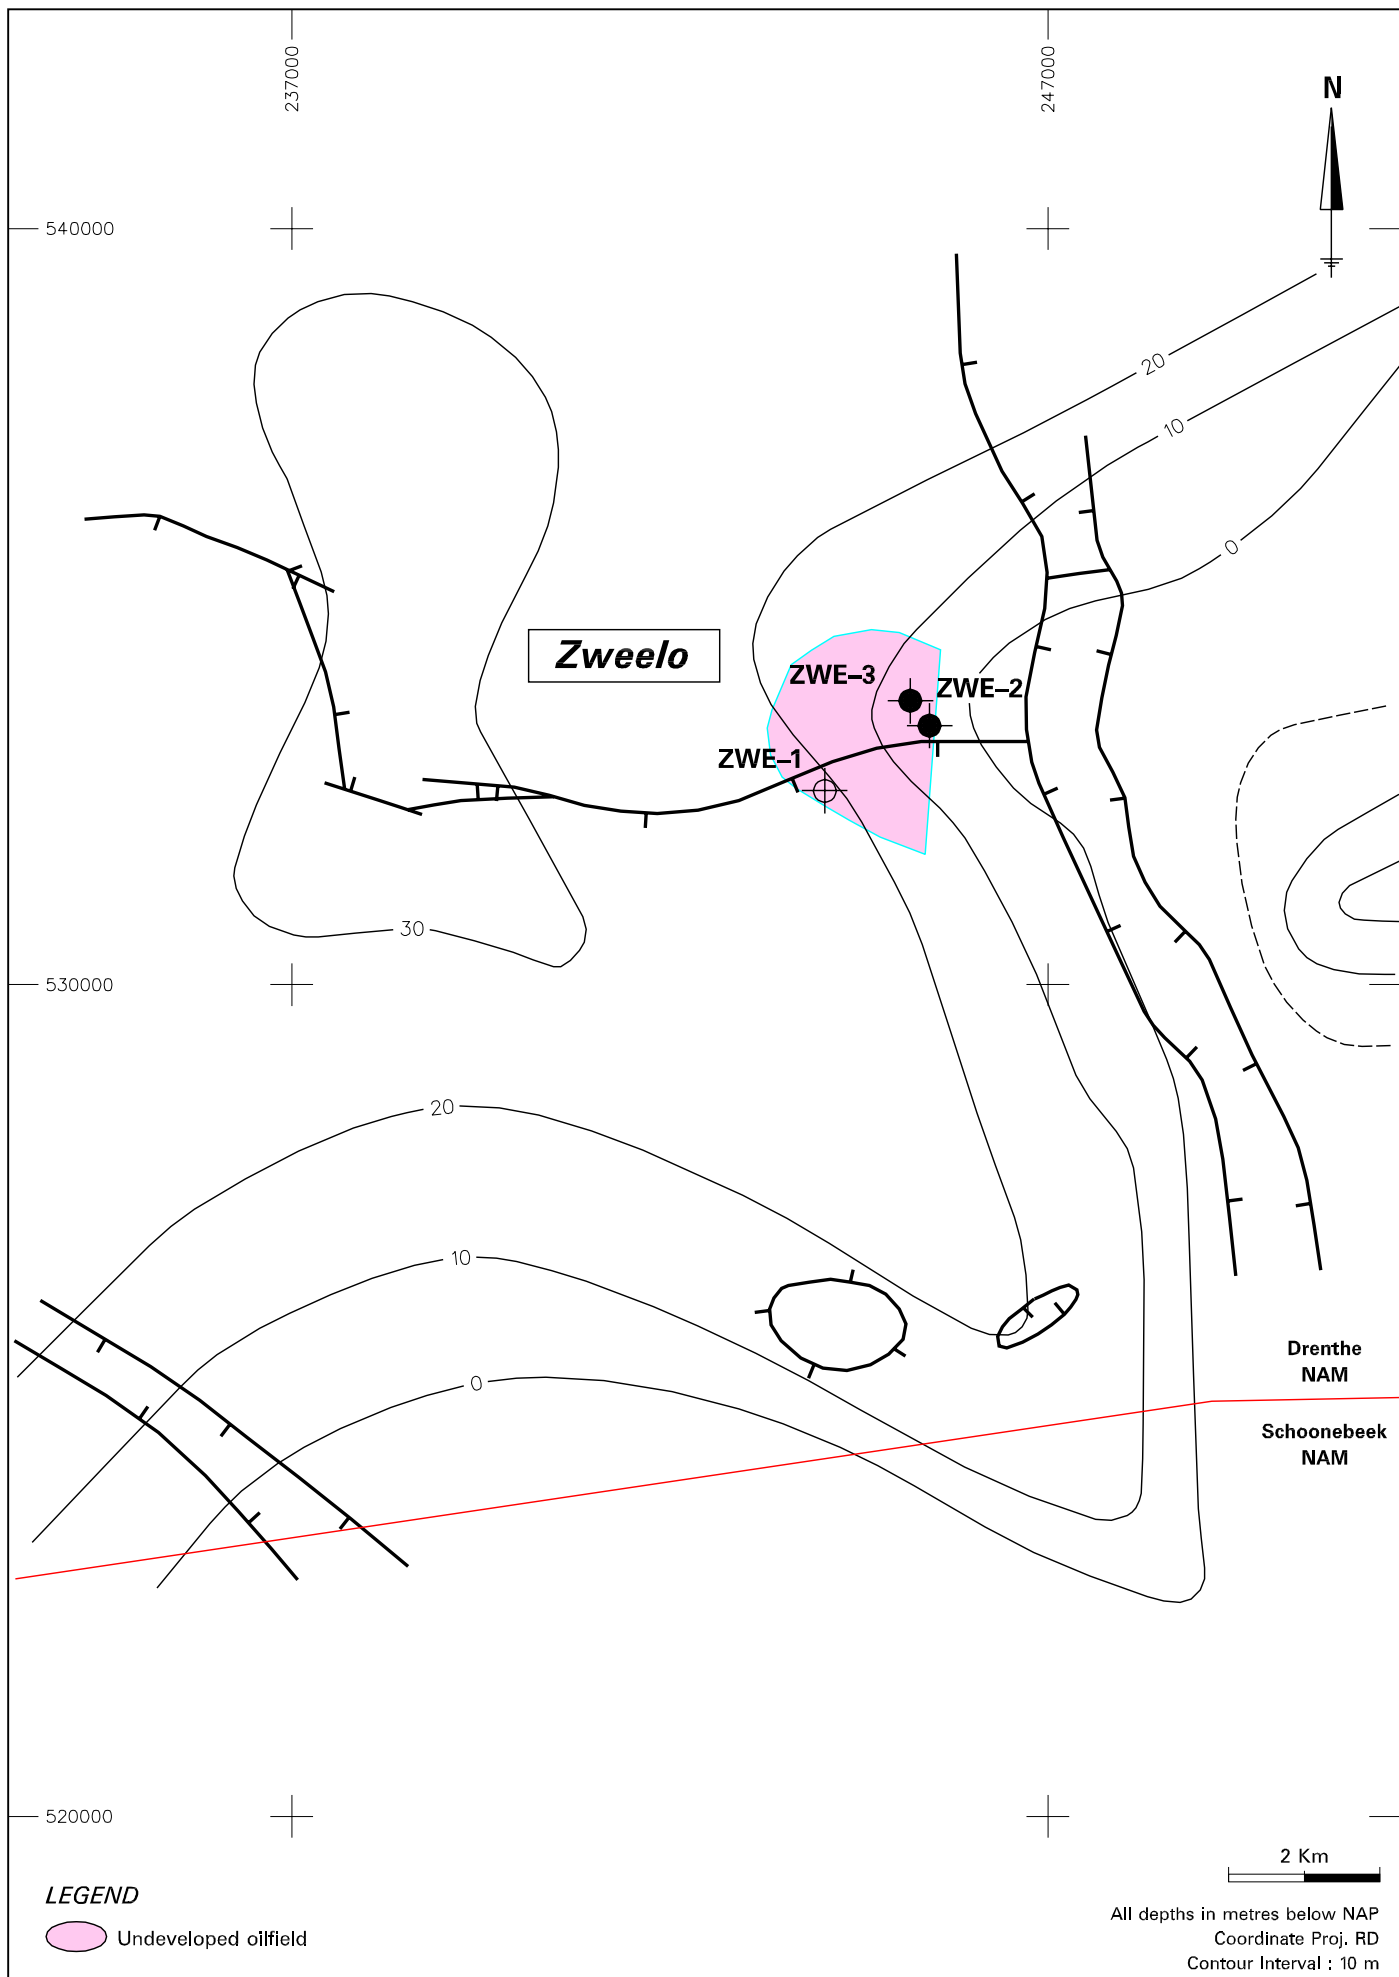 237000
247000
N
540000
20
10
0
Zweelo
ZWE–3
ZWE–2
ZWE–1
30
530000
20
10
0
Drenthe
NAM
Schoonebeek
NAM
520000
2 Km
LEGEND
Undeveloped oilfield
All depths in metres below NAP
Coordinate Proj. RD
Contour Interval : 10 m